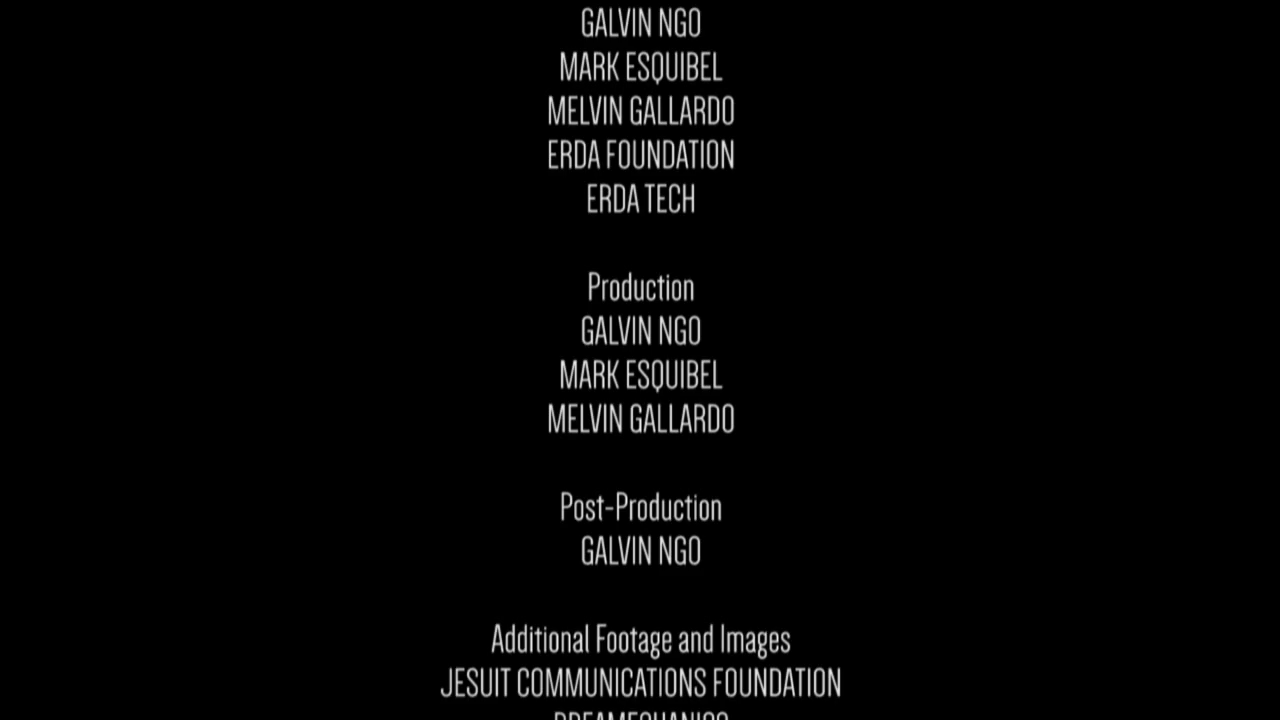 GALVIN NGO
MARK ESQUIBEL
MELVIN GALLARDO
ERDA FOUNDATION
ERDA TECH
Production
GALVIN NGO
MARK ESQUIBEL
MELVIN GALLARDO
Post-Production
GALVIN NGO
Additional Footage and Images
JESUIT COMMUNICATIONS FOUNDATION